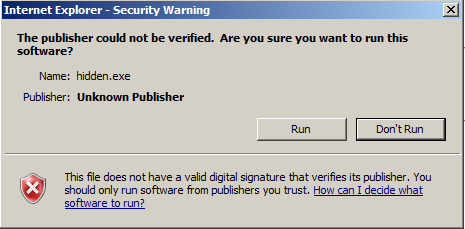 Internet Explorer - Security Warning
The publisher could not be verified. Are you sure you want to run this
software?
Name: hidden.exe
Publisher: Unknown Publisher
Run
Don't Run
This file does not have a valid digital signature that verifies its publisher. You
should only run software from publishers you trust. How can I decide what
software to run?